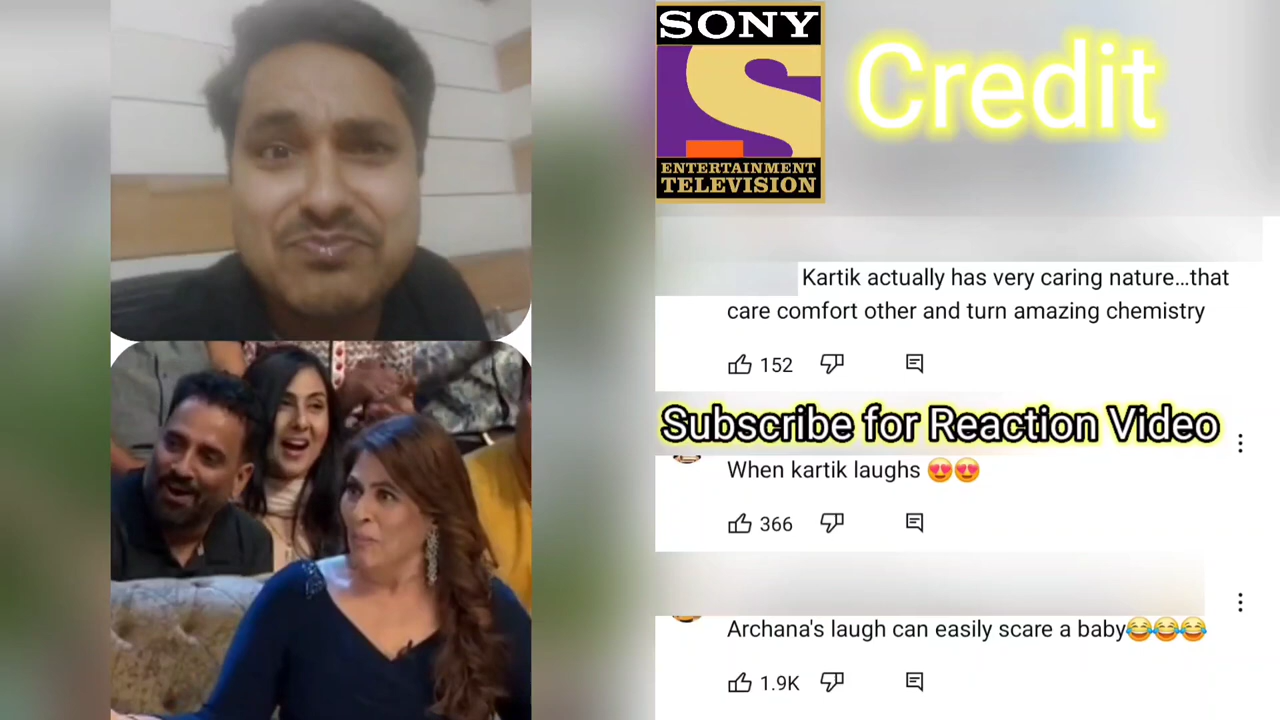 SONY
ENTERTAINMENT
TELEVISION
Credit
Kartik actually has very caring nature...that
care comfort other and turn amazing chemistry
152
Subscribe for Reaction Video
When kartik laughs 😍😍
366
Archana's laugh can easily scare a baby😂😂😂
1.9K